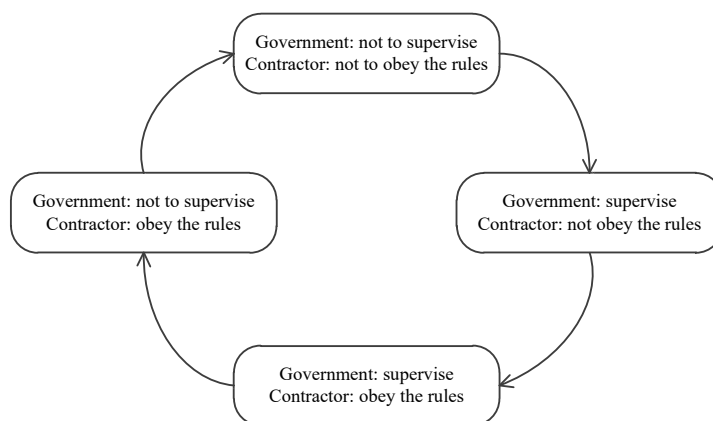 Government: not to supervise
Contractor: not to obey the rules
Government: not to supervise
Contractor: obey the rules
Government: supervise
Contractor: not obey the rules
Government: supervise
Contractor: obey the rules